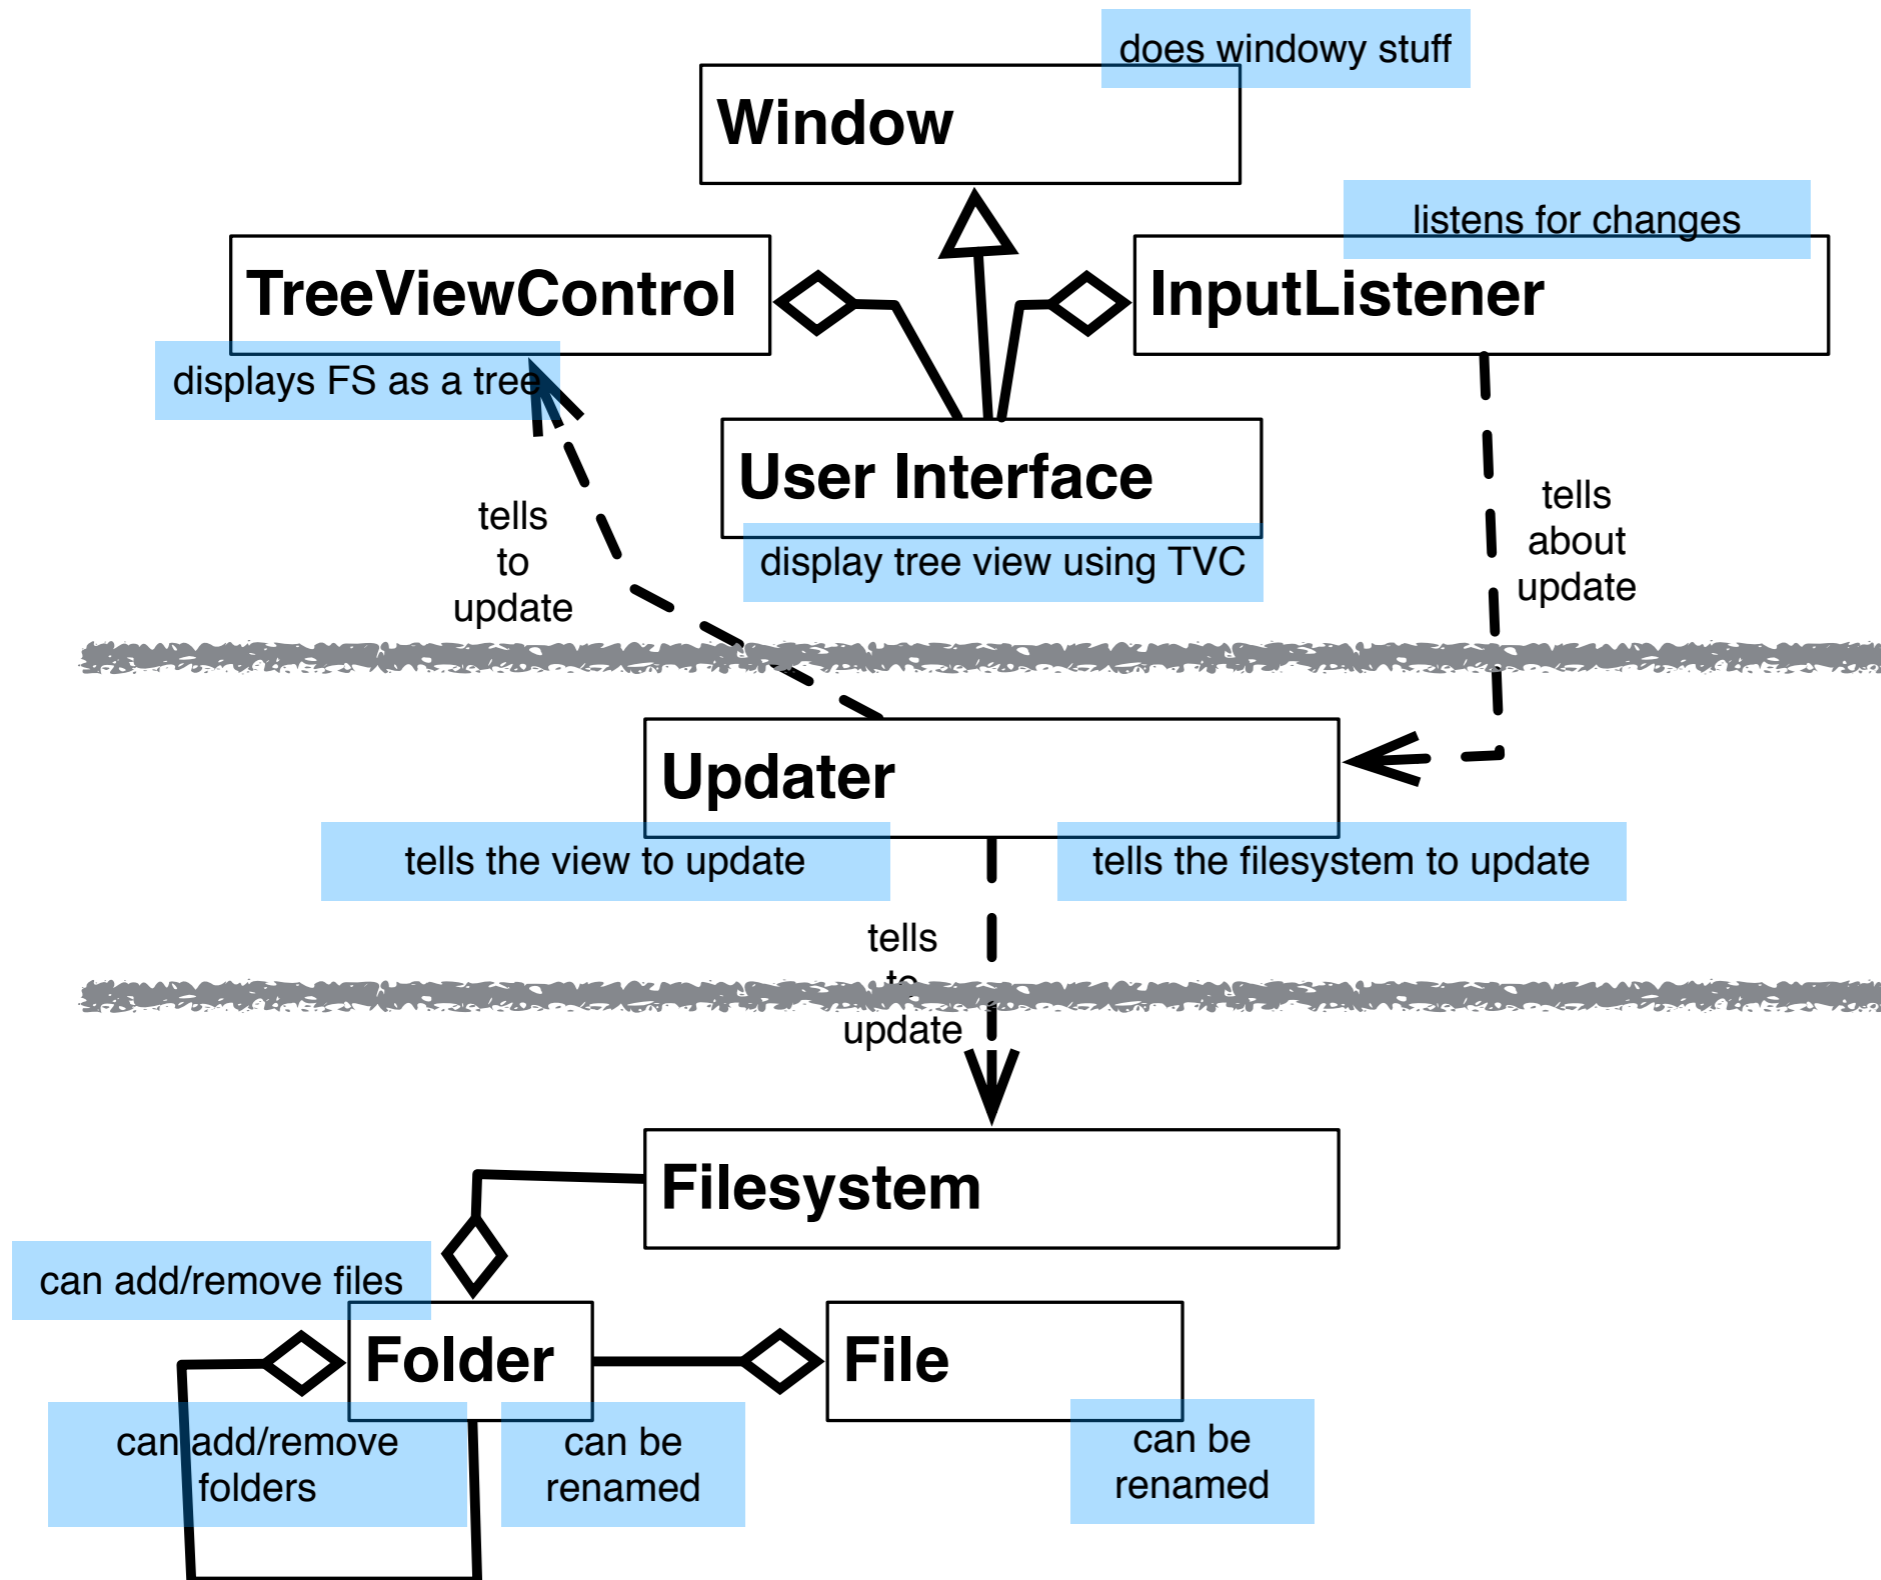 does windowy stuff
Window
listens for changes
TreeViewControl
InputListener
displays FS as a tree
User Interface
tells
to
update
tells
about
update
display tree view using TVC
Updater
tells the view to update
tells the filesystem to update
tells
to
update
Filesystem
can add/remove files
Folder
File
can add/remove
folders
can be
renamed
can be
renamed